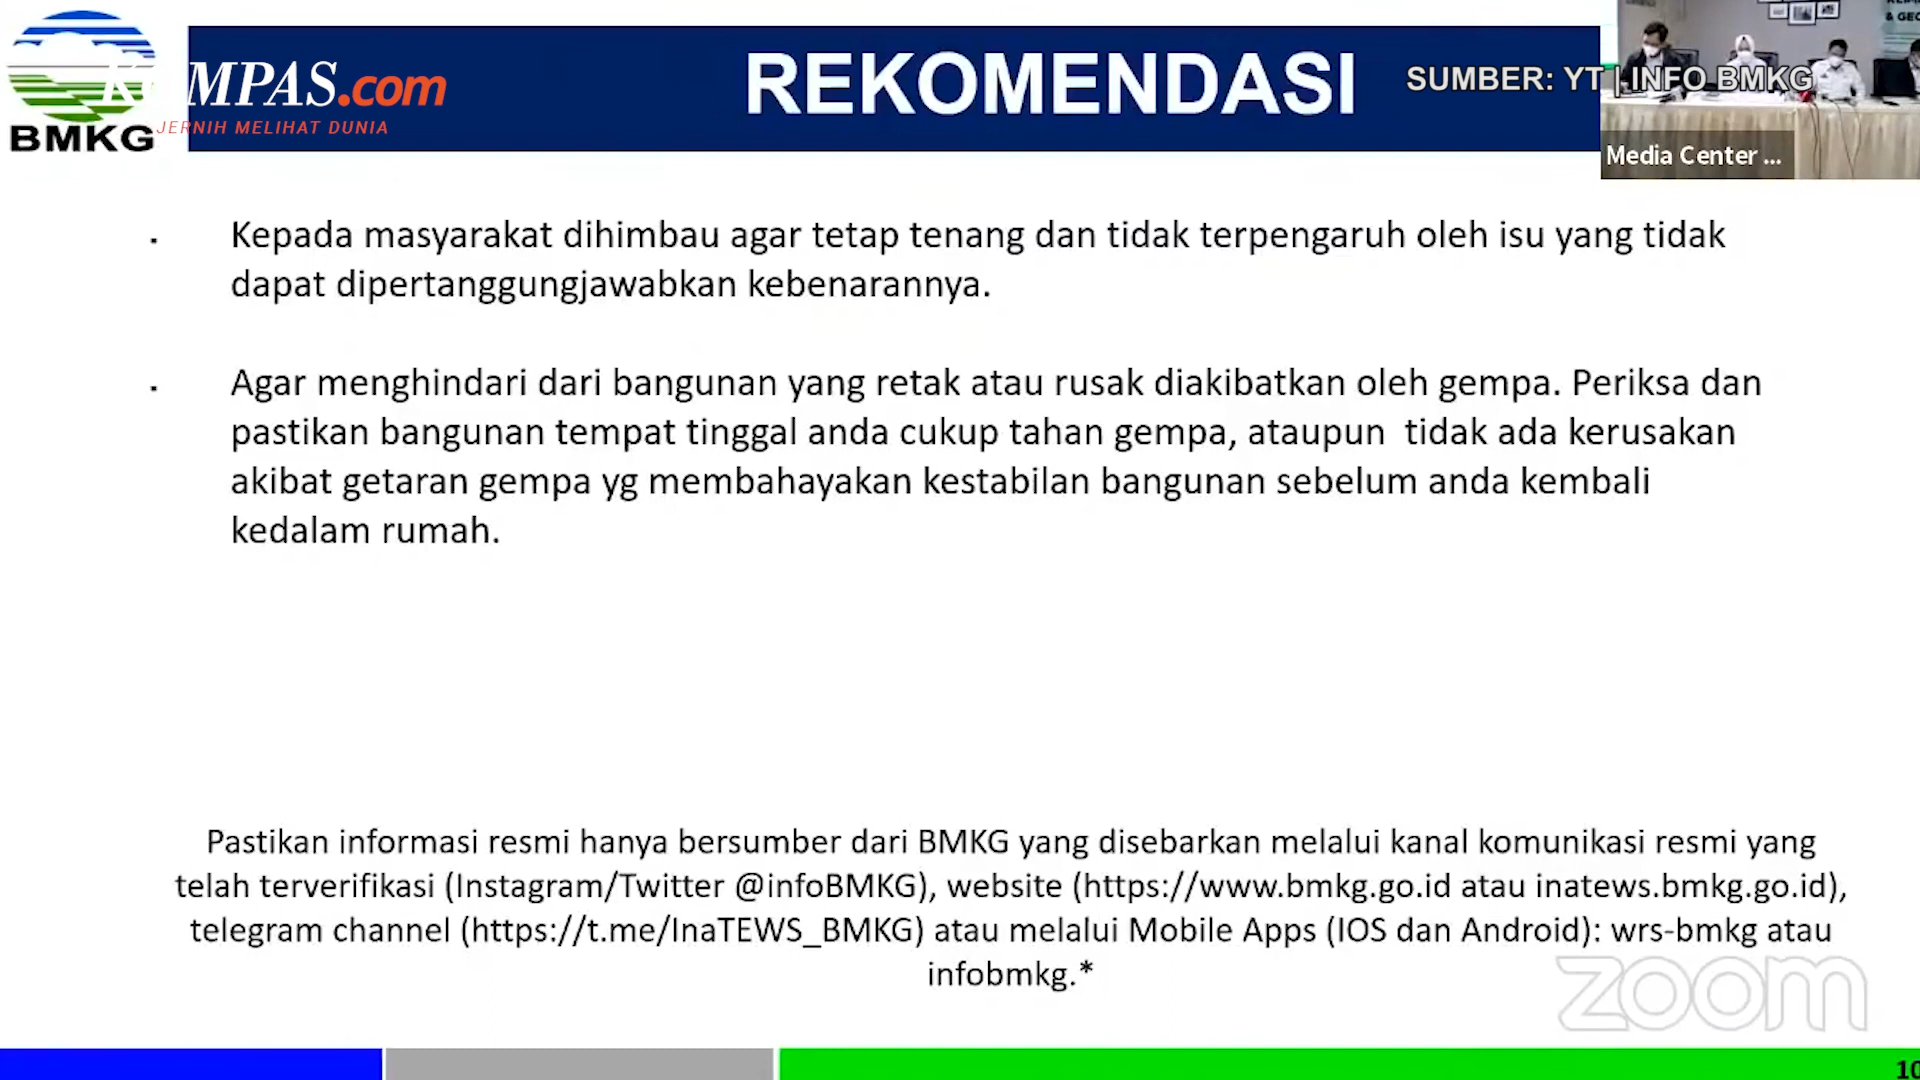 KOMPAS.com
JERNIH MELIHAT DUNIA
BMKG
REKOMENDASI
SUMBER: YT | INFO BMKG
& GEO
Media Center ...
Kepada masyarakat dihimbau agar tetap tenang dan tidak terpengaruh oleh isu yang tidak
dapat dipertanggungjawabkan kebenarannya.
Agar menghindari dari bangunan yang retak atau rusak diakibatkan oleh gempa. Periksa dan
pastikan bangunan tempat tinggal anda cukup tahan gempa, ataupun  tidak ada kerusakan
akibat getaran gempa yg membahayakan kestabilan bangunan sebelum anda kembali
kedalam rumah.
Pastikan informasi resmi hanya bersumber dari BMKG yang disebarkan melalui kanal komunikasi resmi yang
telah terverifikasi (Instagram/Twitter @infoBMKG), website (https://www.bmkg.go.id atau inatews.bmkg.go.id),
telegram channel (https://t.me/InaTEWS_BMKG) atau melalui Mobile Apps (IOS dan Android): wrs-bmkg atau
infobmkg.*
zoom
10